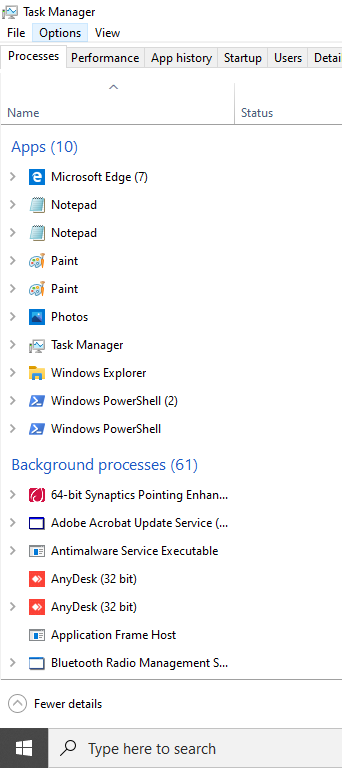 Task Manager
File Options View
Processes Performance App history Startup Users Detai
Name Status
Apps (10)
Microsoft Edge (7)
Notepad
Notepad
Paint
Paint
Photos
Task Manager
Windows Explorer
Windows PowerShell (2)
Windows PowerShell
Background processes (61)
64-bit Synaptics Pointing Enhan...
Adobe Acrobat Update Service (...
Antimalware Service Executable
AnyDesk (32 bit)
AnyDesk (32 bit)
Application Frame Host
Bluetooth Radio Management S...
Fewer details
Type here to search